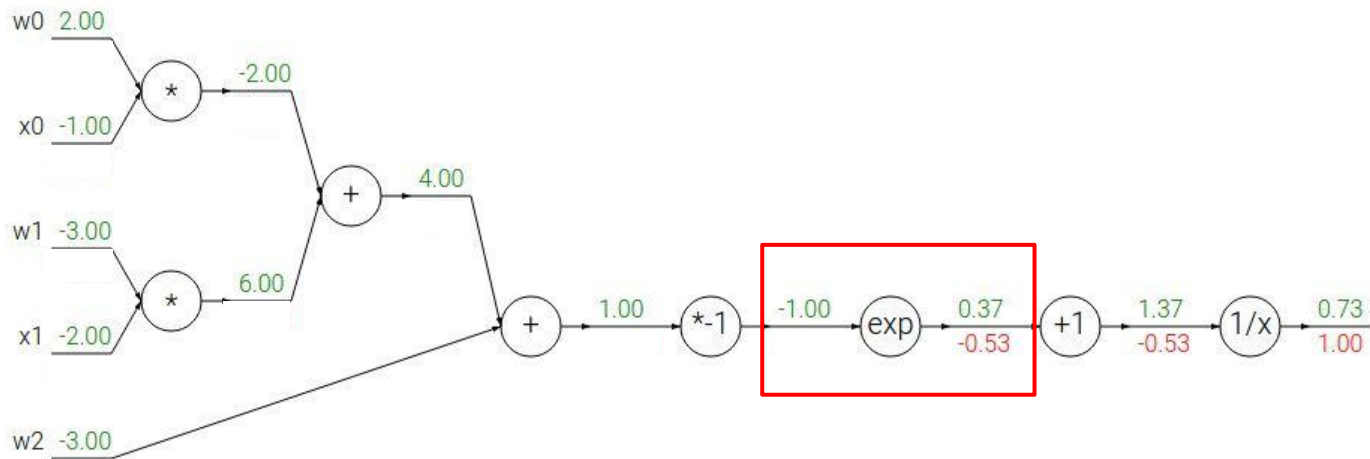 w0 2.00
* -2.00
x0 -1.00
+ 4.00
w1 -3.00
* 6.00
x1 -2.00
+ 1.00 *-1 -1.00 exp 0.37 +1 1.37 1/x 0.73
-0.53 -0.53 1.00
w2 -3.00